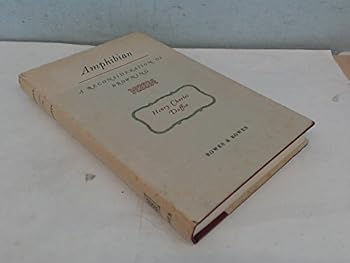 Amphibian
A RECONSIDERATION OF
BROWNING
Henry Charles
Duffin
BOWES & BOWES